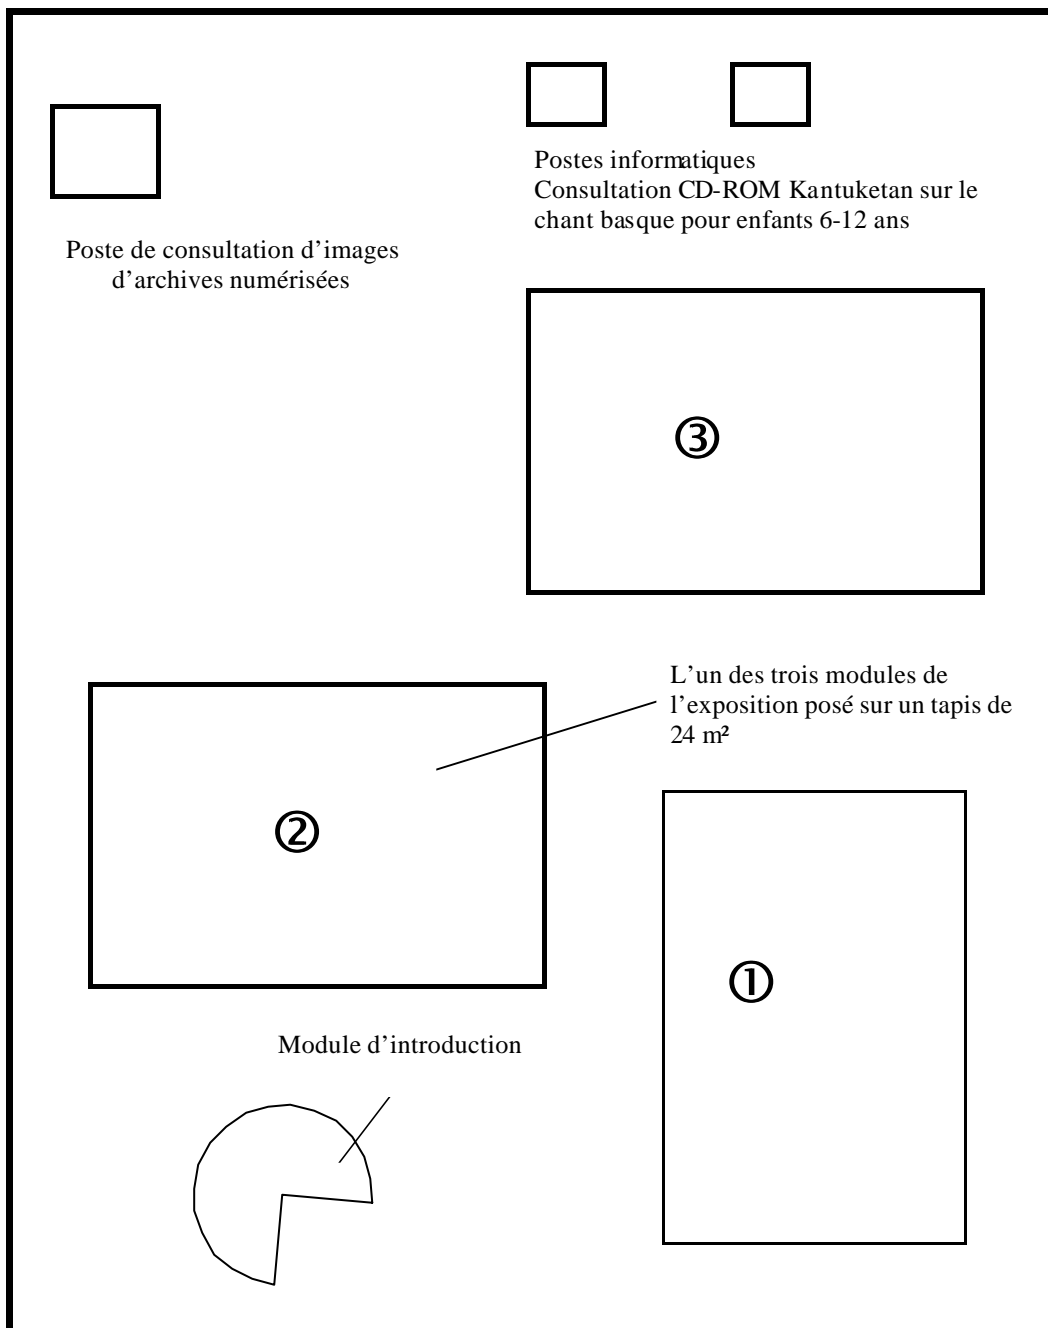 Postes informatiques
Consultation CD-ROM Kantuketan sur le
chant basque pour enfants 6-12 ans
Poste de consultation d’images
d’archives numérisées
③
L’un des trois modules de
l’exposition posé sur un tapis de
24 m²
②
①
Module d’introduction